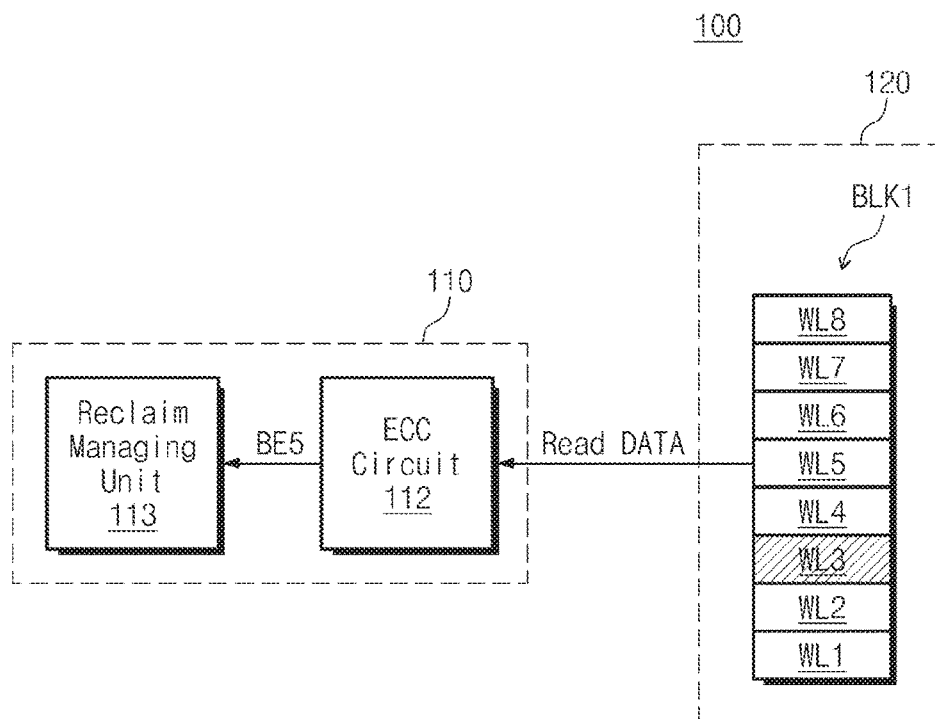 100
120
BLK1
110
WL8
WL7
WL6
WL5
WL4
WL3
WL2
WL1
Reclaim
Managing
Unit
113
BE5
ECC
Circuit
112
Read DATA